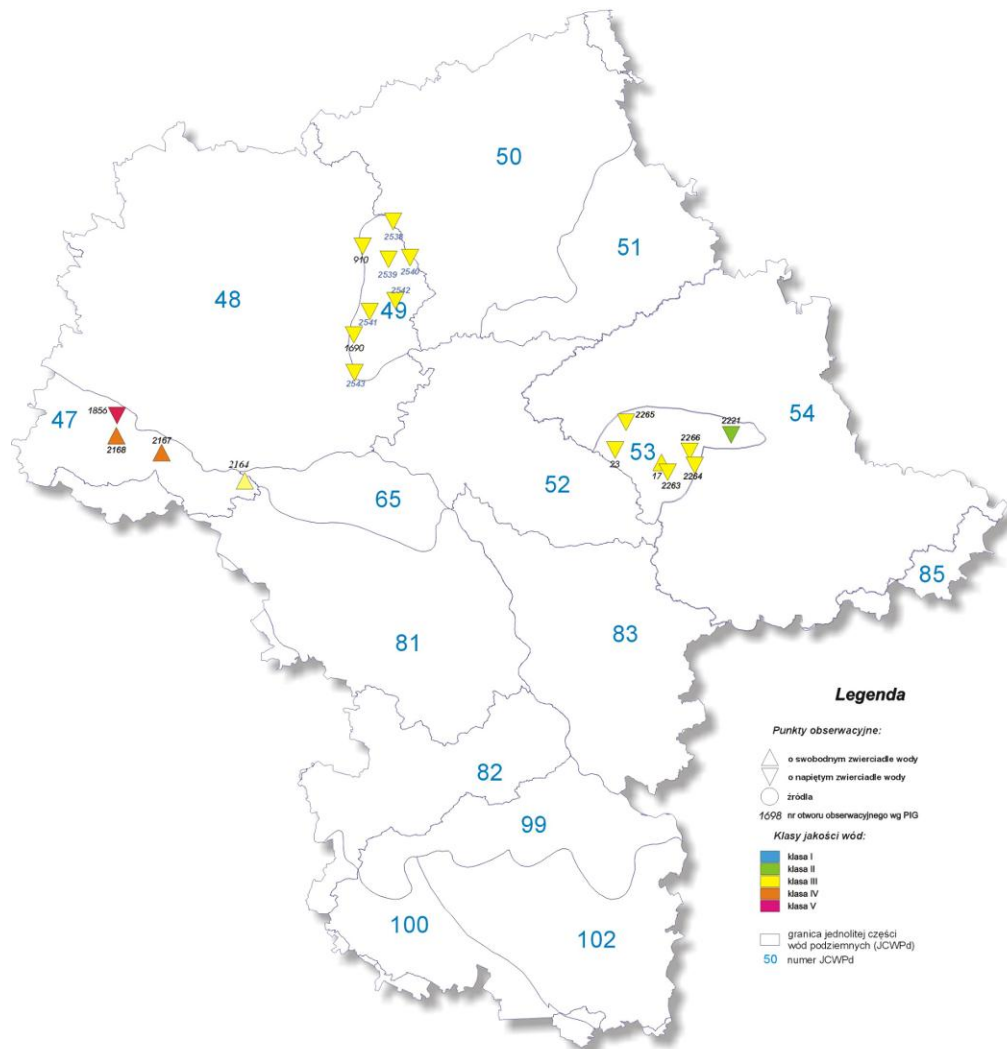 50
51
2538
910
2540
2539
48
2542
49
2541
1690
2543
47
1856
2168
2167
2164
65
52
2265
2221
54
2266
53
23
17
2264
2263
85
81
83
82
99
100
102
Legenda
Punkty obserwacyjne:
o swobodnym zwierciadle wody
o napiętym zwierciadle wody
źródła
1698 nr otworu obserwacyjnego wg PIG
Klasy jakości wód:
klasa I
klasa II
klasa III
klasa IV
klasa V
granica jednolitej części
wód podziemnych (JCWPd)
50 numer JCWPd